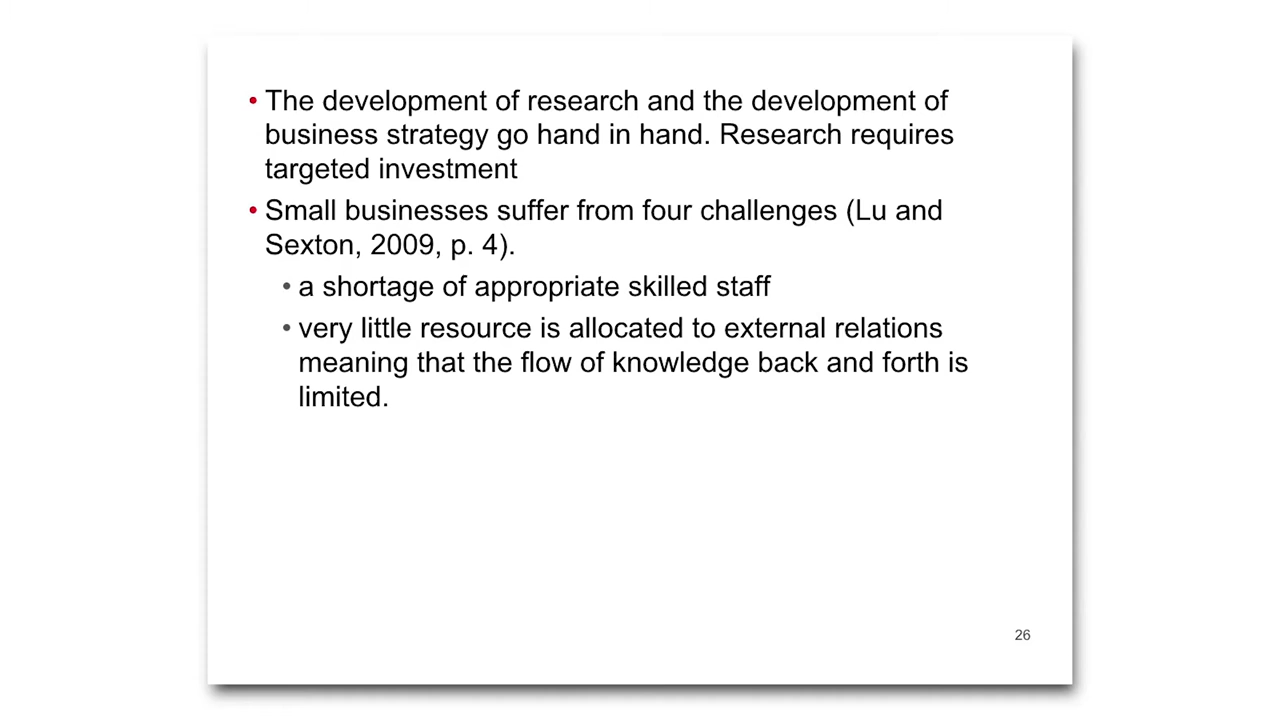 • The development of research and the development of
business strategy go hand in hand. Research requires
targeted investment
• Small businesses suffer from four challenges (Lu and
Sexton, 2009, p. 4).
• a shortage of appropriate skilled staff
• very little resource is allocated to external relations
meaning that the flow of knowledge back and forth is
limited.
26